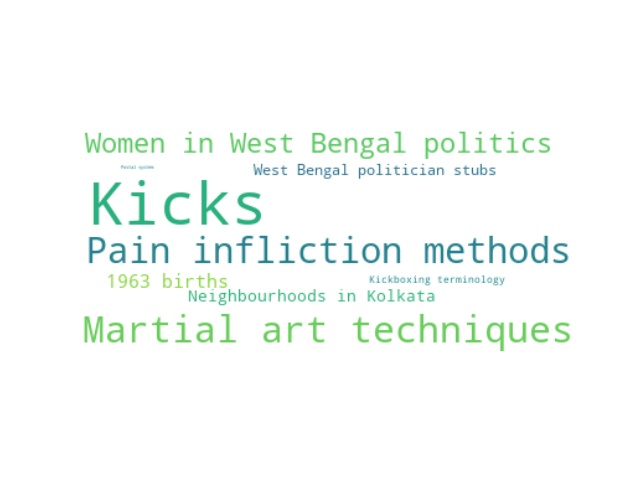 Women in West Bengal politics
Postal system
West Bengal politician stubs
Kicks
Pain infliction methods
1963 births
Kickboxing terminology
Neighbourhoods in Kolkata
Martial art techniques